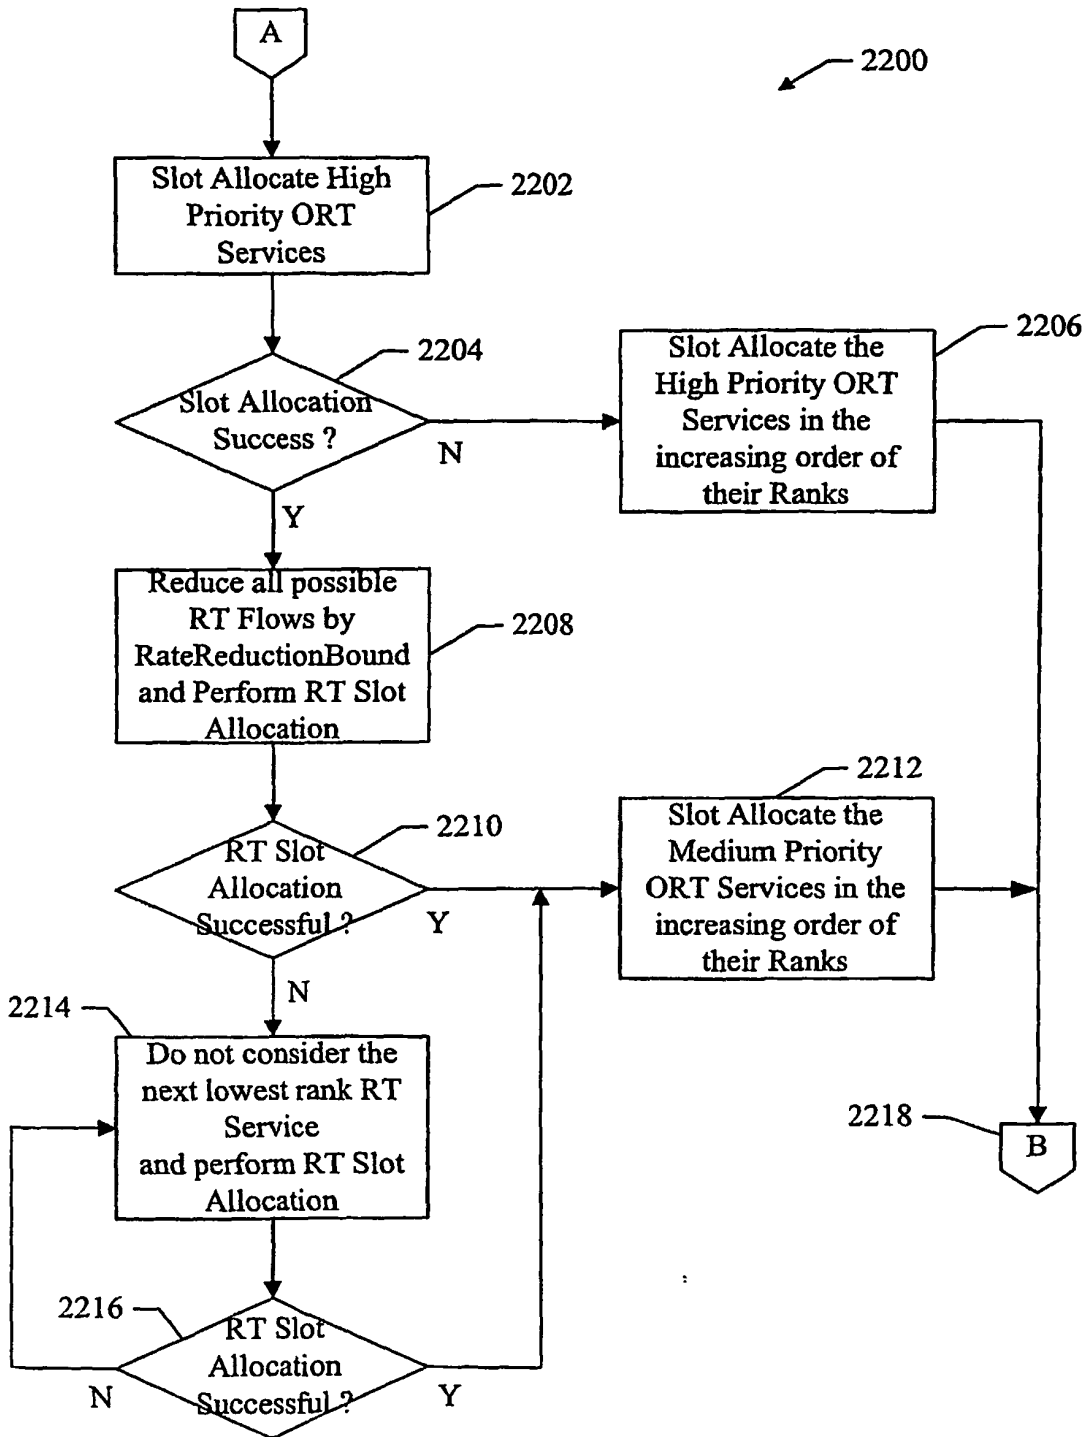 A
2200
Slot Allocate High
Priority ORT
Services
2202
2204
Slot Allocation
Success ?
N
Y
Slot Allocate the
High Priority ORT
Services in the
increasing order of
their Ranks
2206
Reduce all possible
RT Flows by
RateReductionBound
and Perform RT Slot
Allocation
2208
2210
RT Slot
Allocation
Successful ?
Y
N
2212
Slot Allocate the
Medium Priority
ORT Services in the
increasing order of
their Ranks
2214
Do not consider the
next lowest rank RT
Service
and perform RT Slot
Allocation
2218
B
2216
RT Slot
Allocation
Successful ?
N
Y